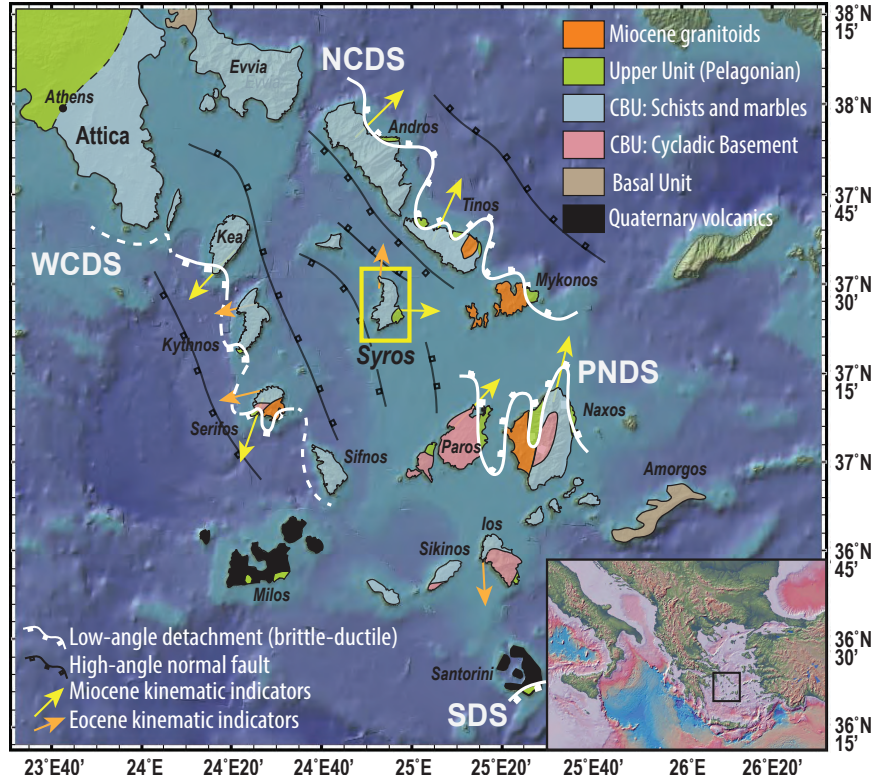 Miocene granitoids
Upper Unit (Pelagonian)
CBU: Schists and marbles
CBU: Cycladic Basement
Basal Unit
Quaternary volcanics
Evvia
NCDS
Athens
Attica
Andros
Tinos
Kea
WCDS
Mykonos
Kythnos
Syros
PNDS
Naxos
Serifos
Paros
Sifnos
Amorgos
Ios
Sikinos
Milos
Low-angle detachment (brittle-ductile)
High-angle normal fault
Miocene kinematic indicators
Eocene kinematic indicators
Santorini
SDS
38°N
15'
38°N
37°N
45'
37°N
30'
37°N
15'
37°N
36°N
45'
36°N
30'
36°N
15'
23°E40'
24°E
24°E20'
24°E40'
25°E
25°E20'
25°E40'
26°E
26°E20'